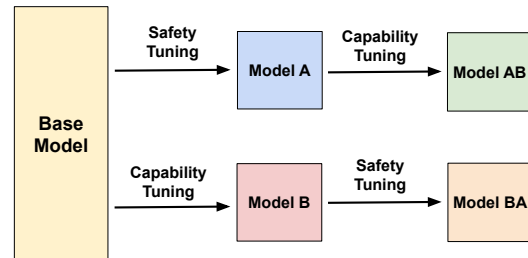 Safety
Tuning
Capability
Tuning
Model A
Model AB
Base
Model
Capability
Tuning
Safety
Tuning
Model B
Model BA